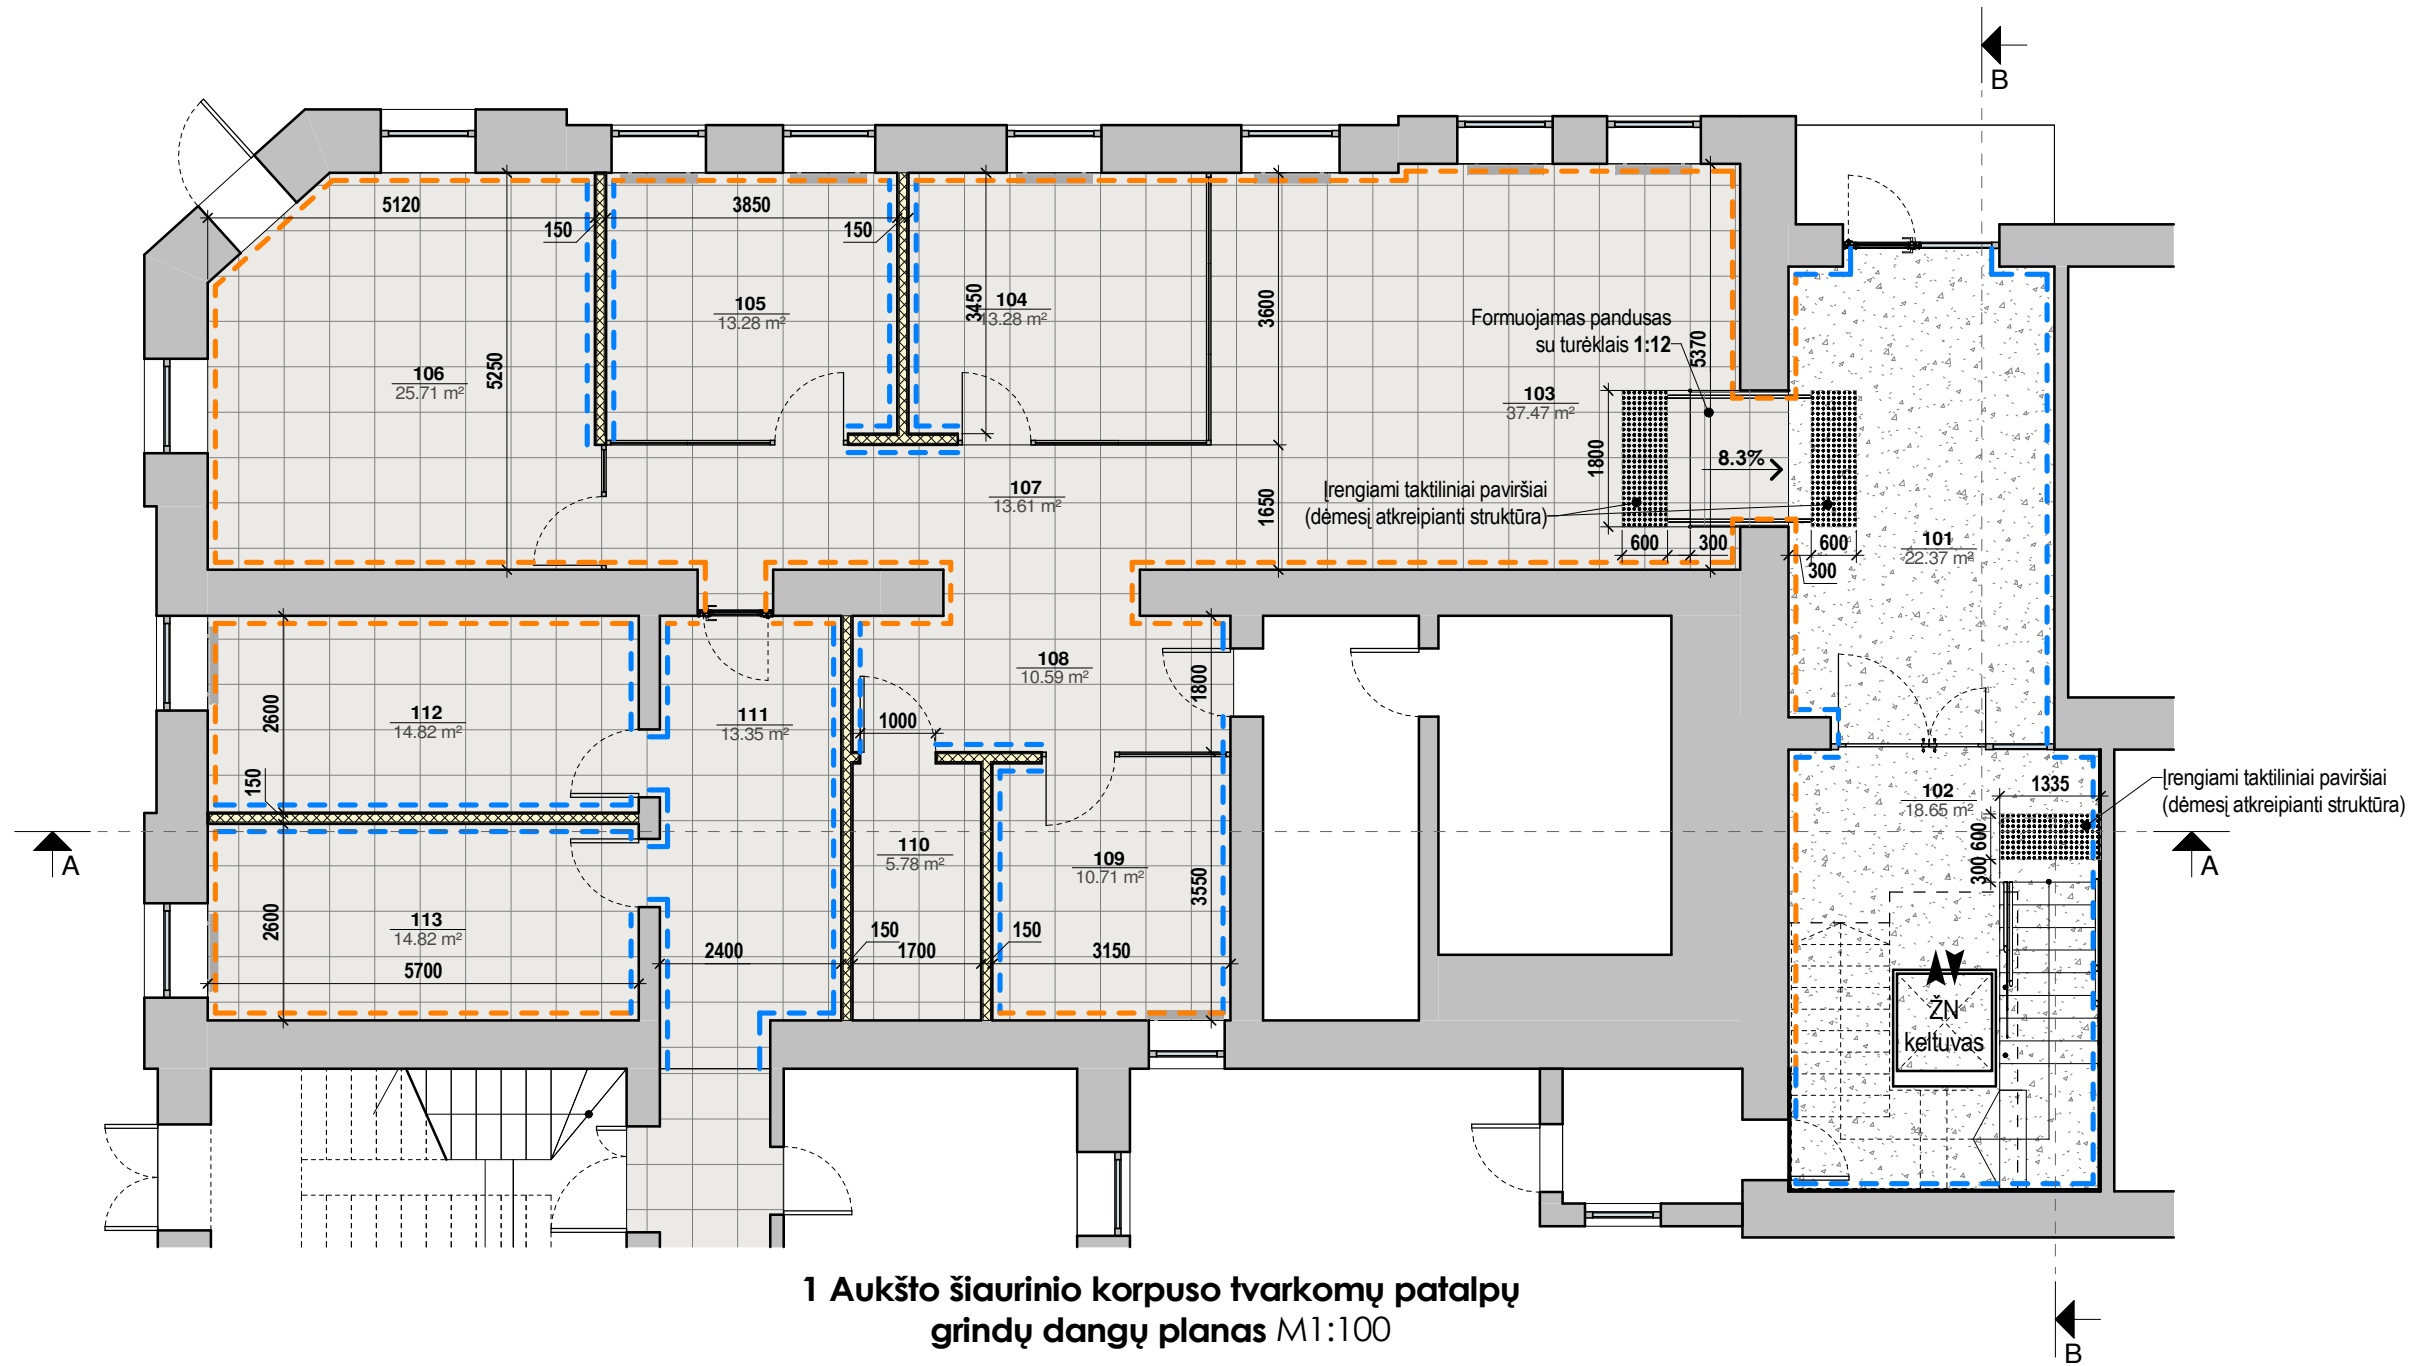 B
5120
3850
150
150
105
13.28 m²
3450
104
13.28 m²
3600
Formuojamas pandusas
su turėklais 1:12
5370
106
25.71 m²
5250
103
37.47 m²
1800
8.3%
107
13.61 m²
1650
Įrengiami taktiliniai paviršiai
(dėmesį atkreipianti struktūra)
600
300
600
300
101
22.37 m²
108
10.59 m²
1800
2600
112
14.82 m²
111
13.35 m²
1000
150
102
18.65 m²
1335
Įrengiami taktiliniai paviršiai
(dėmesį atkreipianti struktūra)
600
300
A
A
110
5.78 m²
109
10.71 m²
3550
2600
113
14.82 m²
5700
2400
150
1700
150
3150
ŽN
keltuvas
1 Aukšto šiaurinio korpuso tvarkomų patalpų
grindų dangų planas M1:100
B